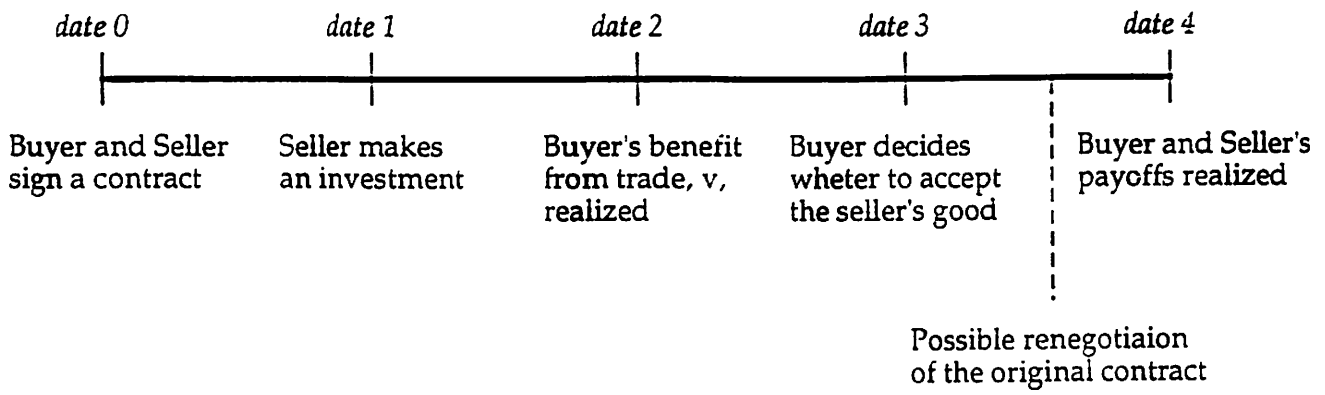 date 0 date 1 date 2 date 3 date 4
Buyer and Seller
sign a contract
Seller makes
an investment
Buyer's benefit
from trade, v,
realized
Buyer decides
wheter to accept
the seller's good
Buyer and Seller's
payoffs realized
Possible renegotiaion
of the original contract